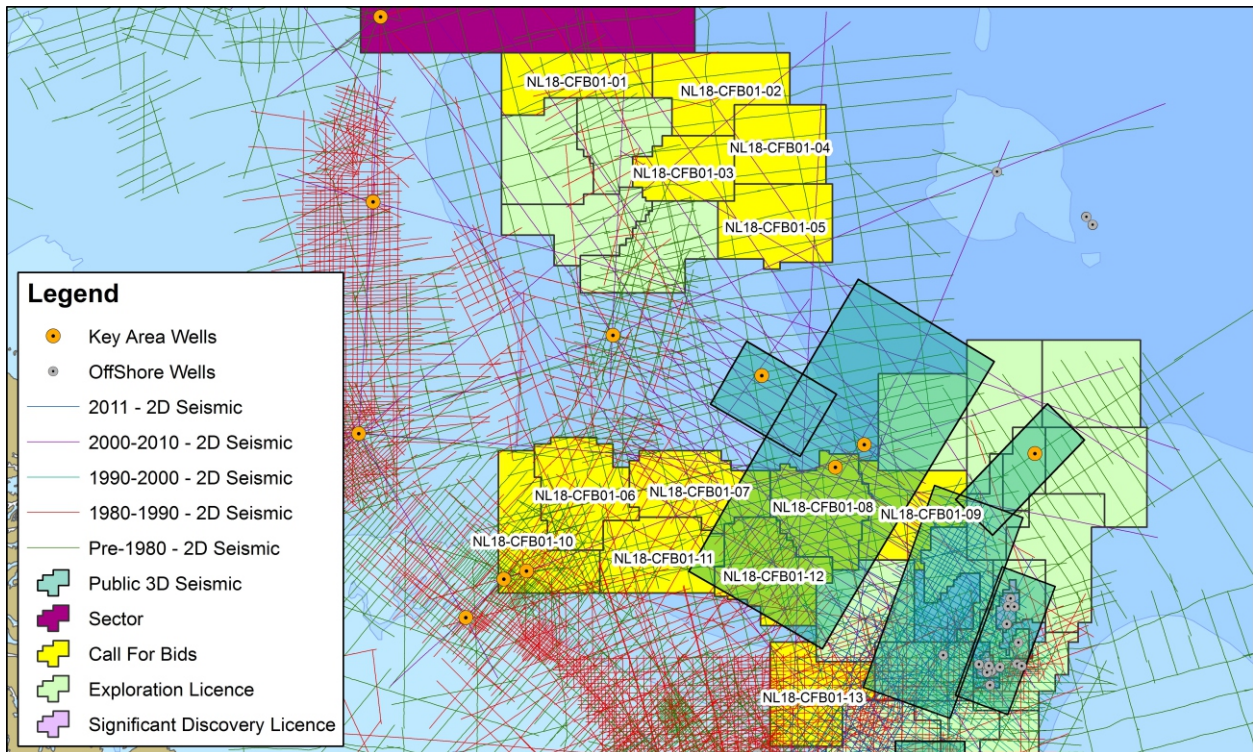 NL18-CFB01-01
NL18-CFB01-02
NL18-CFB01-04
NL18-CFB01-03
NL18-CFB01-05
Legend
Key Area Wells
OffShore Wells
2011 - 2D Seismic
2000-2010 - 2D Seismic
1990-2000 - 2D Seismic
1980-1990 - 2D Seismic
Pre-1980 - 2D Seismic
Public 3D Seismic
Sector
Call For Bids
Exploration Licence
Significant Discovery Licence
NL18-CFB01-06
NL18-CFB01-07
NL18-CFB01-08
NL18-CFB01-09
NL18-CFB01-10
NL18-CFB01-11
NL18-CFB01-12
NL18-CFB01-13